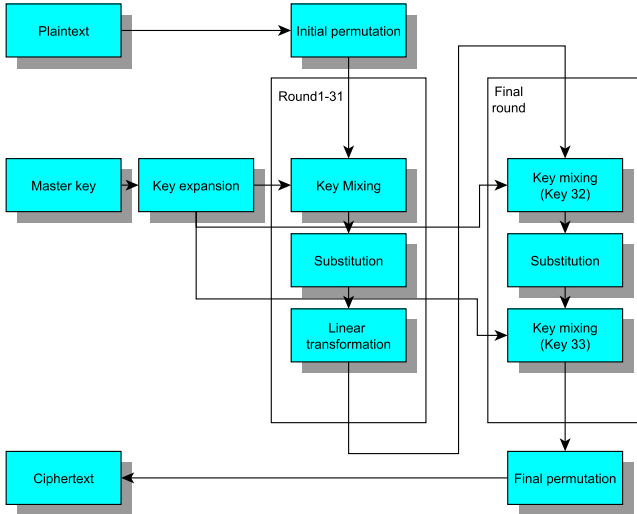 Plaintext
Initial permutation
Round1-31
Final
round
Master key
Key expansion
Key Mixing
Key mixing
(Key 32)
Substitution
Substitution
Linear
transformation
Key mixing
(Key 33)
Ciphertext
Final permutation